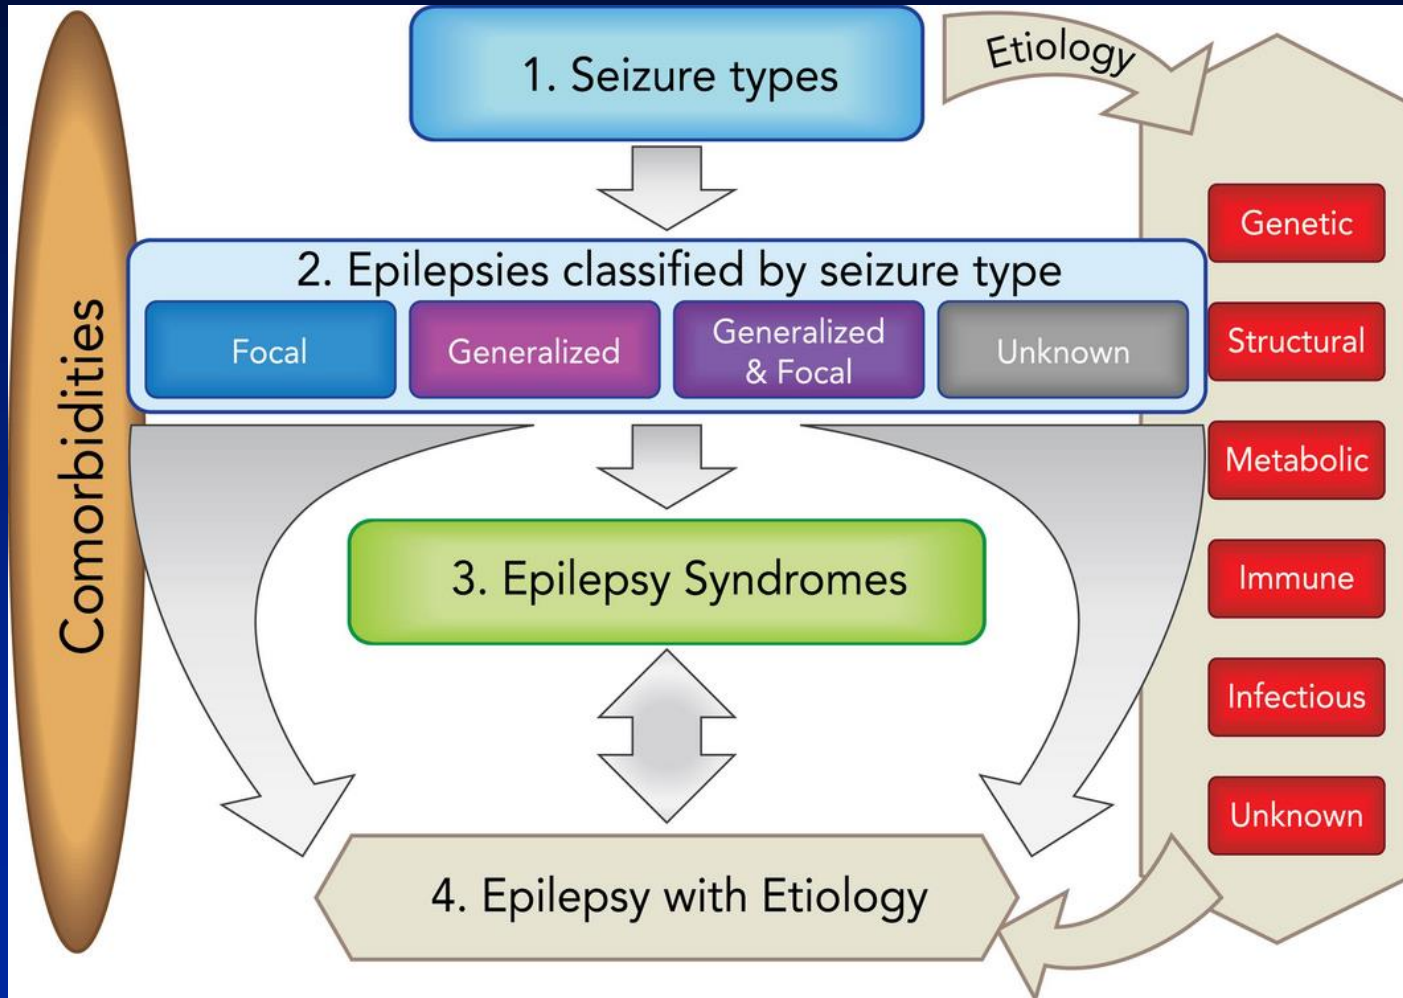 1. Seizure types
Etiology
Comorbidities
2. Epilepsies classified by seizure type
Focal
Generalized
Generalized
& Focal
Unknown
3. Epilepsy Syndromes
4. Epilepsy with Etiology
Genetic
Structural
Metabolic
Immune
Infectious
Unknown